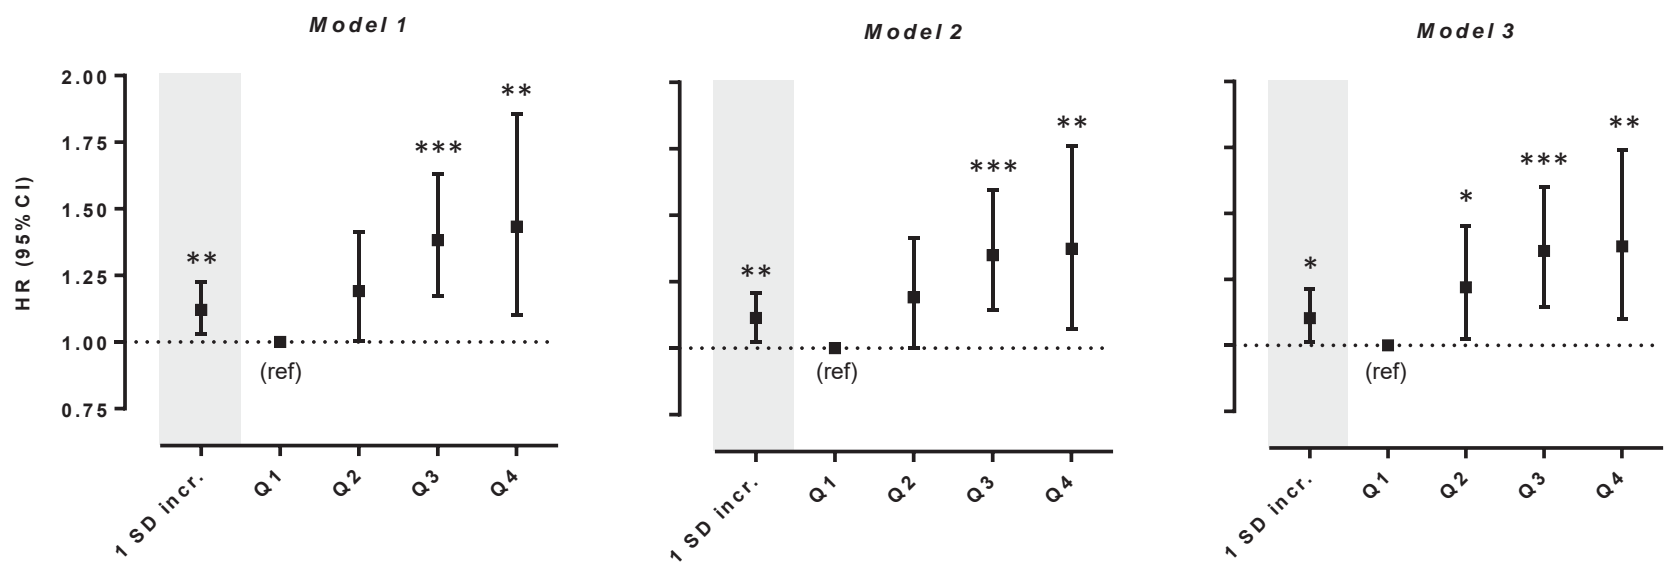 Model 1
2.00
1.75
1.50
1.25
1.00
0.75
HR (95%CI)
**
***
**
(ref)
1 SD incr.
Q1
Q2
Q3
Q4
Model 2
**
***
**
(ref)
1 SD incr.
Q1
Q2
Q3
Q4
Model 3
*
*
***
**
(ref)
1 SD incr.
Q1
Q2
Q3
Q4